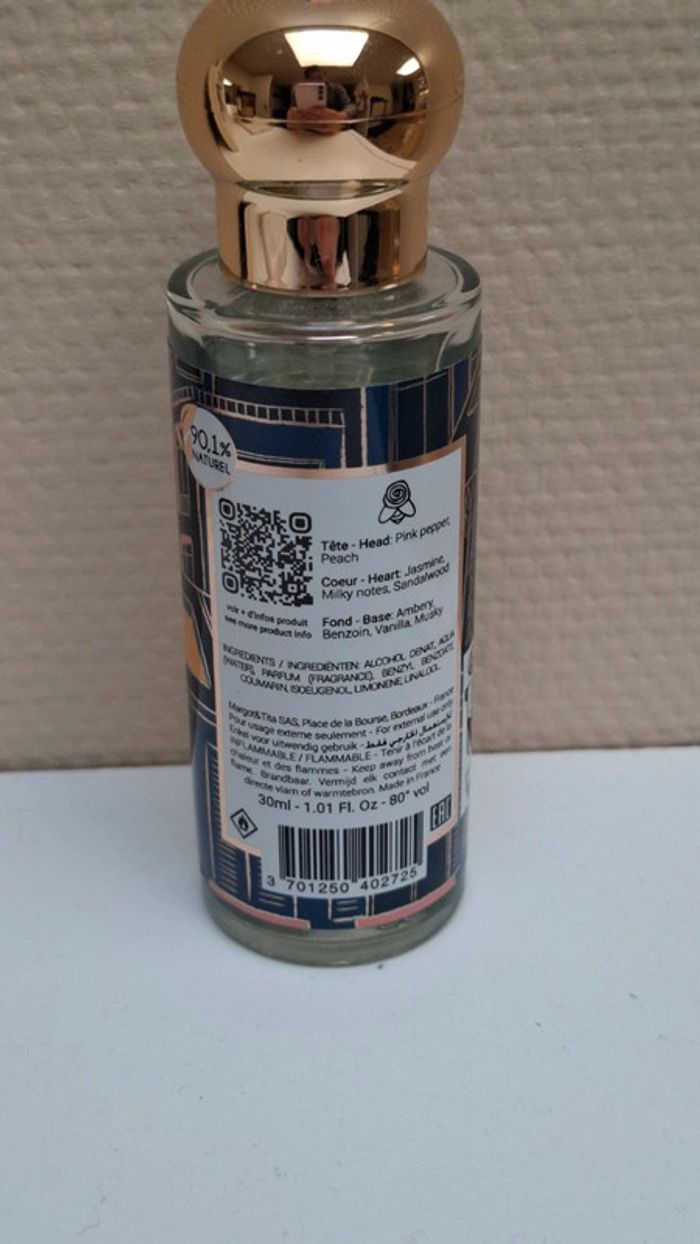 90,1%
NATUREL
Tête - Head: Pink pepper,
Peach
Coeur - Heart: Jasmine,
Milky notes, Sandalwood
Fond - Base: Ambery,
Benzoin, Vanilla, Musky
voir + d'infos produit
see more product info
INGREDIENTS / INGREDIËNTEN: ALCOHOL DENAT, AQUA
(WATER), PARFUM (FRAGRANCE), BENZYL BENZOATE,
COUMARIN, ISOEUGENOL, LIMONENE, LINALOOL.
Margot&Tita SAS, Place de la Bourse, Bordeaux - France
Pour usage externe seulement - For external use only
Enkel voor uitwendig gebruik - للإستعمال الخارجي فقط
INFLAMMABLE / FLAMMABLE - Tenir à l'écart de la
chaleur et des flammes - Keep away from heat or
flame. Brandbaar. Vermijd elk contact met een
directe vlam of warmtebron. Made in France
30ml - 1.01 Fl. Oz - 80° vol
EAC
3 701250 402725